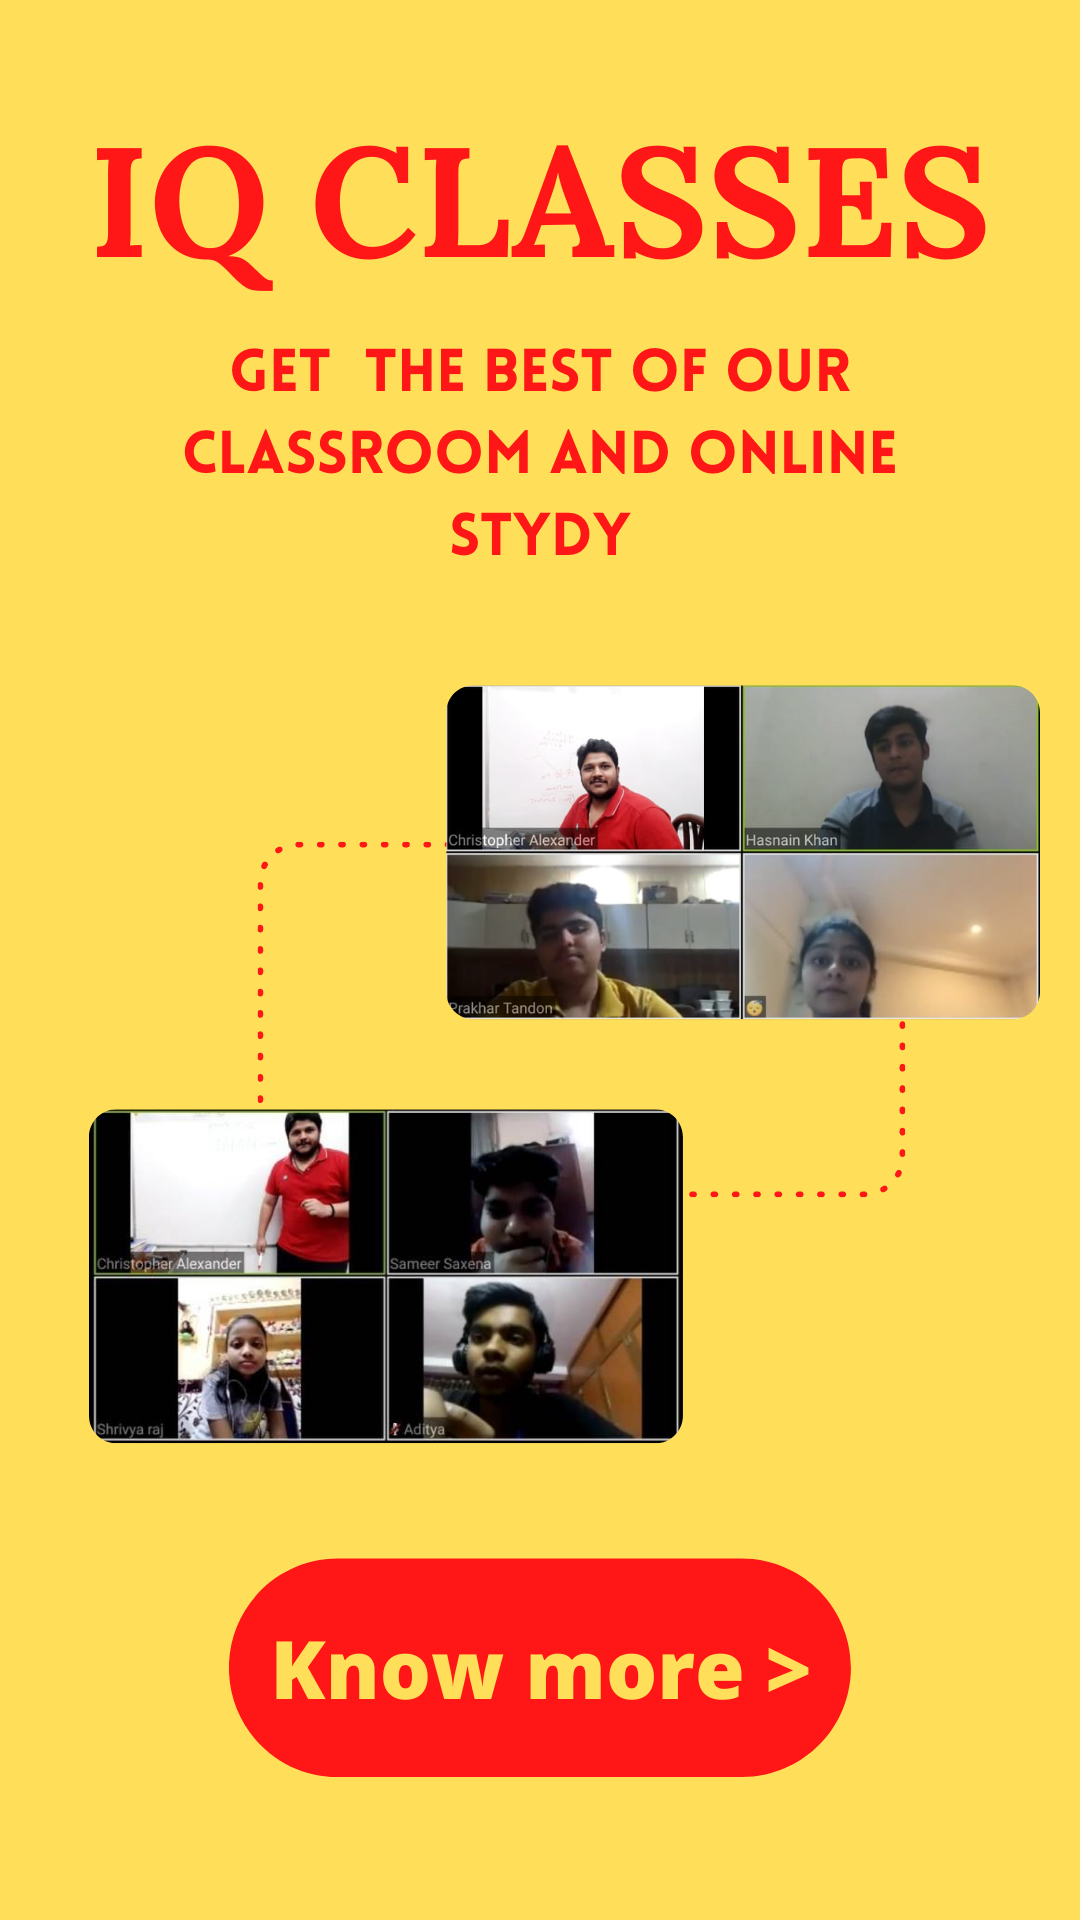 IQ CLASSES
GET THE BEST OF OUR
CLASSROOM AND ONLINE
STYDY
Christopher Alexander
Hasnain Khan
Prakhar Tandon
😴
Christopher Alexander
Sameer Saxena
Shrivya raj
Aditya
Know more >